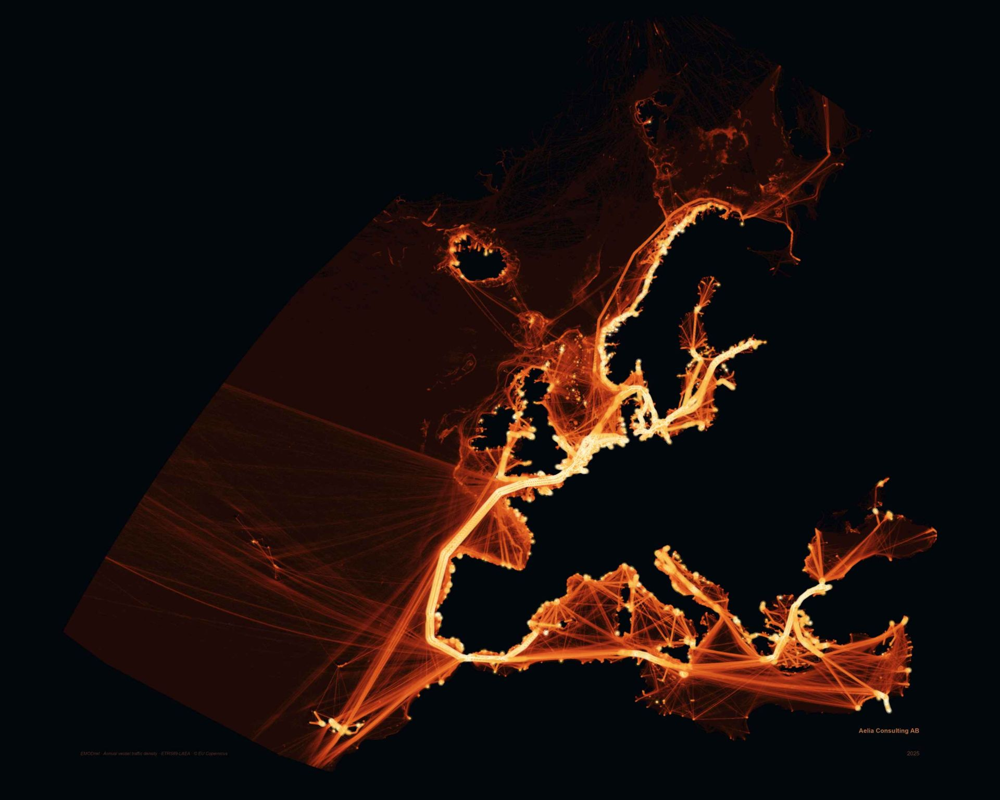 Aelia Consulting AB
EMODnet · Annual vessel traffic density · ETRS89-LAEA · © EU Copernicus
2025